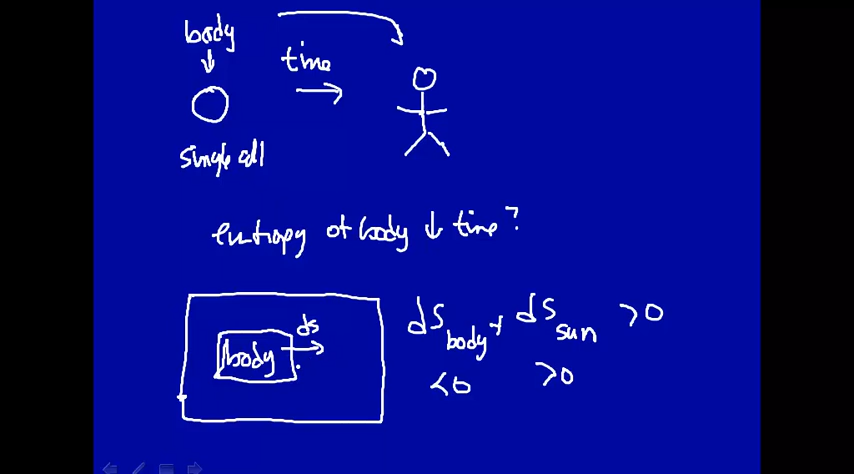 body
↓
time
→
single cell
entropy of body ↓ time?
ds
body →
dS body + dS sun > 0
< 0 > 0